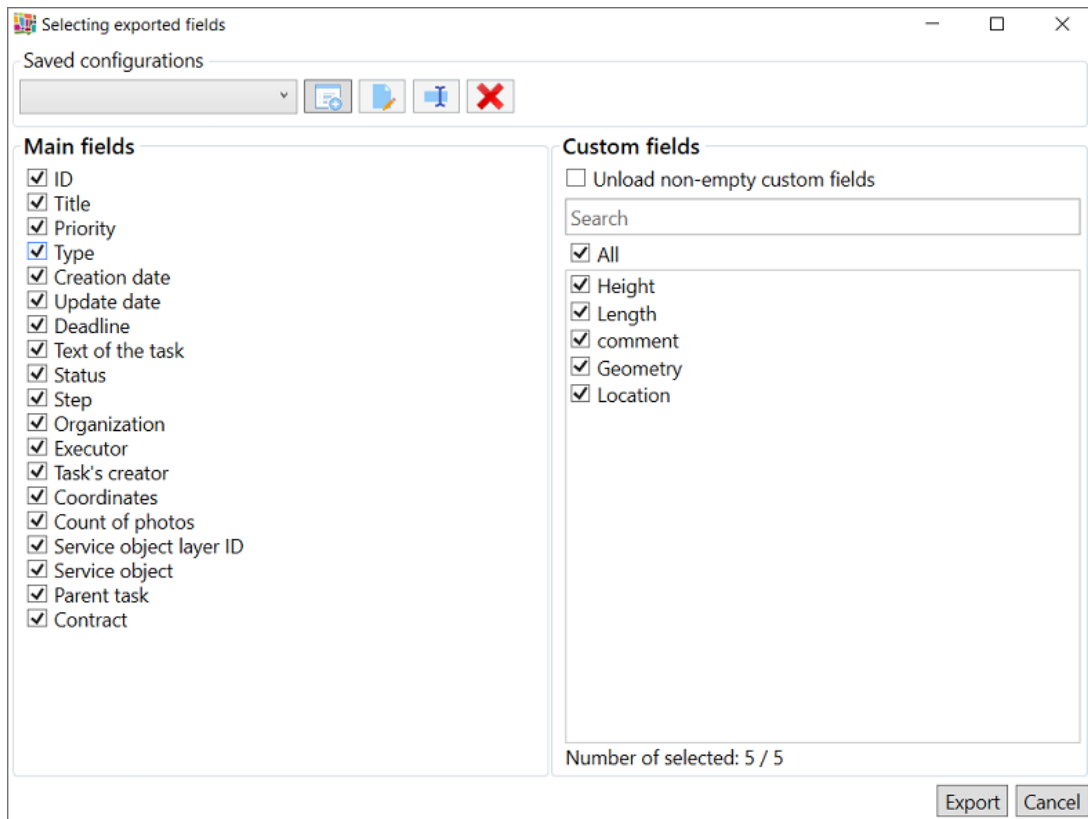 Selecting exported fields
Saved configurations
Main fields
ID
Title
Priority
Type
Creation date
Update date
Deadline
Text of the task
Status
Step
Organization
Executor
Task's creator
Coordinates
Count of photos
Service object layer ID
Service object
Parent task
Contract
Custom fields
Unload non-empty custom fields
Search
All
Height
Length
comment
Geometry
Location
Number of selected: 5 / 5
Export Cancel